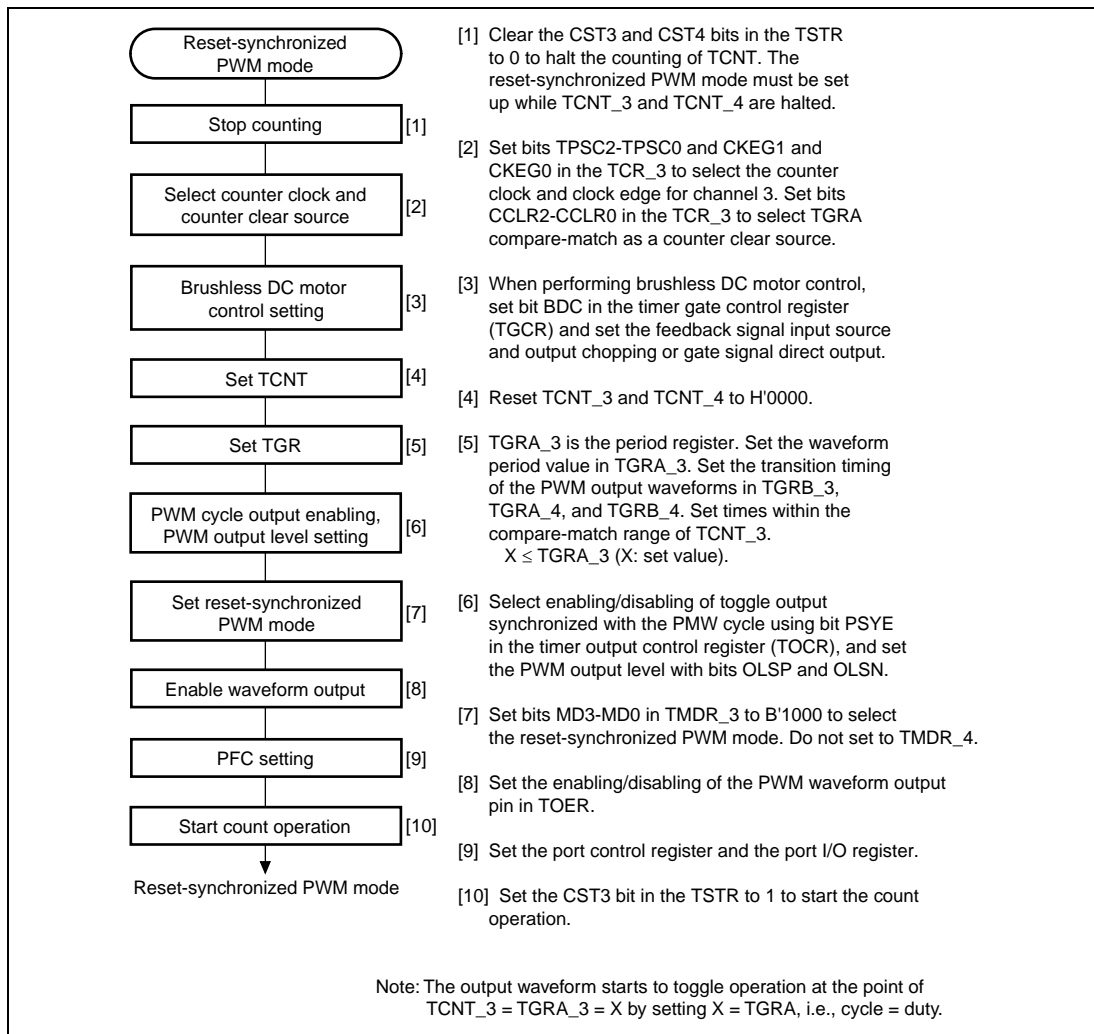 Reset-synchronized
PWM mode
Stop counting
[1]
Select counter clock and
counter clear source
[2]
Brushless DC motor
control setting
[3]
Set TCNT
[4]
Set TGR
[5]
PWM cycle output enabling,
PWM output level setting
[6]
Set reset-synchronized
PWM mode
[7]
Enable waveform output
[8]
PFC setting
[9]
Start count operation
[10]
Reset-synchronized PWM mode
[1] Clear the CST3 and CST4 bits in the TSTR
to 0 to halt the counting of TCNT. The
reset-synchronized PWM mode must be set
up while TCNT_3 and TCNT_4 are halted.
[2] Set bits TPSC2-TPSC0 and CKEG1 and
CKEG0 in the TCR_3 to select the counter
clock and clock edge for channel 3. Set bits
CCLR2-CCLR0 in the TCR_3 to select TGRA
compare-match as a counter clear source.
[3] When performing brushless DC motor control,
set bit BDC in the timer gate control register
(TGCR) and set the feedback signal input source
and output chopping or gate signal direct output.
[4] Reset TCNT_3 and TCNT_4 to H'0000.
[5] TGRA_3 is the period register. Set the waveform
period value in TGRA_3. Set the transition timing
of the PWM output waveforms in TGRB_3,
TGRA_4, and TGRB_4. Set times within the
compare-match range of TCNT_3.
X ≤ TGRA_3 (X: set value).
[6] Select enabling/disabling of toggle output
synchronized with the PMW cycle using bit PSYE
in the timer output control register (TOCR), and set
the PWM output level with bits OLSP and OLSN.
[7] Set bits MD3-MD0 in TMDR_3 to B'1000 to select
the reset-synchronized PWM mode. Do not set to TMDR_4.
[8] Set the enabling/disabling of the PWM waveform output
pin in TOER.
[9] Set the port control register and the port I/O register.
[10] Set the CST3 bit in the TSTR to 1 to start the count
operation.
Note: The output waveform starts to toggle operation at the point of
TCNT_3 = TGRA_3 = X by setting X = TGRA, i.e., cycle = duty.